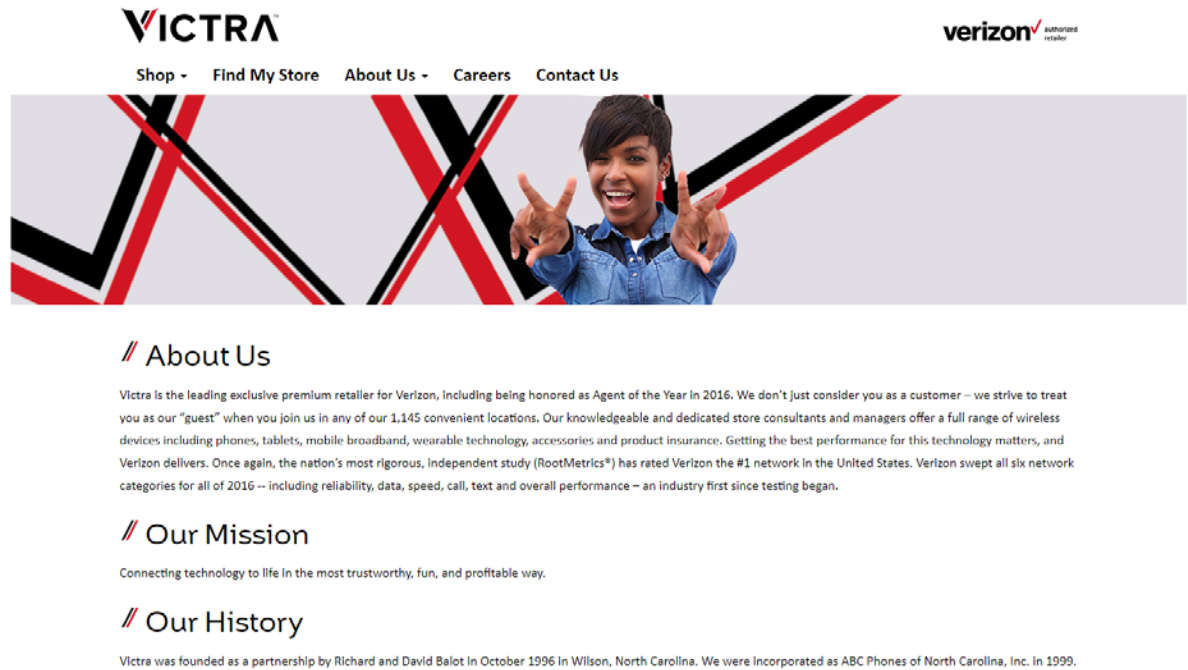 VICTRA
verizon✓ authorized
retailer
Shop Find My Store About Us Careers Contact Us
About Us
Victra is the leading exclusive premium retailer for Verizon, including being honored as Agent of the Year in 2016. We don't just consider you as a customer – we strive to treat
you as our “guest” when you join us in any of our 1,145 convenient locations. Our knowledgeable and dedicated store consultants and managers offer a full range of wireless
devices including phones, tablets, mobile broadband, wearable technology, accessories and product insurance. Getting the best performance for this technology matters, and
Verizon delivers. Once again, the nation's most rigorous, independent study (RootMetrics®) has rated Verizon the #1 network in the United States. Verizon swept all six network
categories for all of 2016 -- including reliability, data, speed, call, text and overall performance – an industry first since testing began.
Our Mission
Connecting technology to life in the most trustworthy, fun, and profitable way.
Our History
Victra was founded as a partnership by Richard and David Balot in October 1996 in Wilson, North Carolina. We were incorporated as ABC Phones of North Carolina, Inc. in 1999.